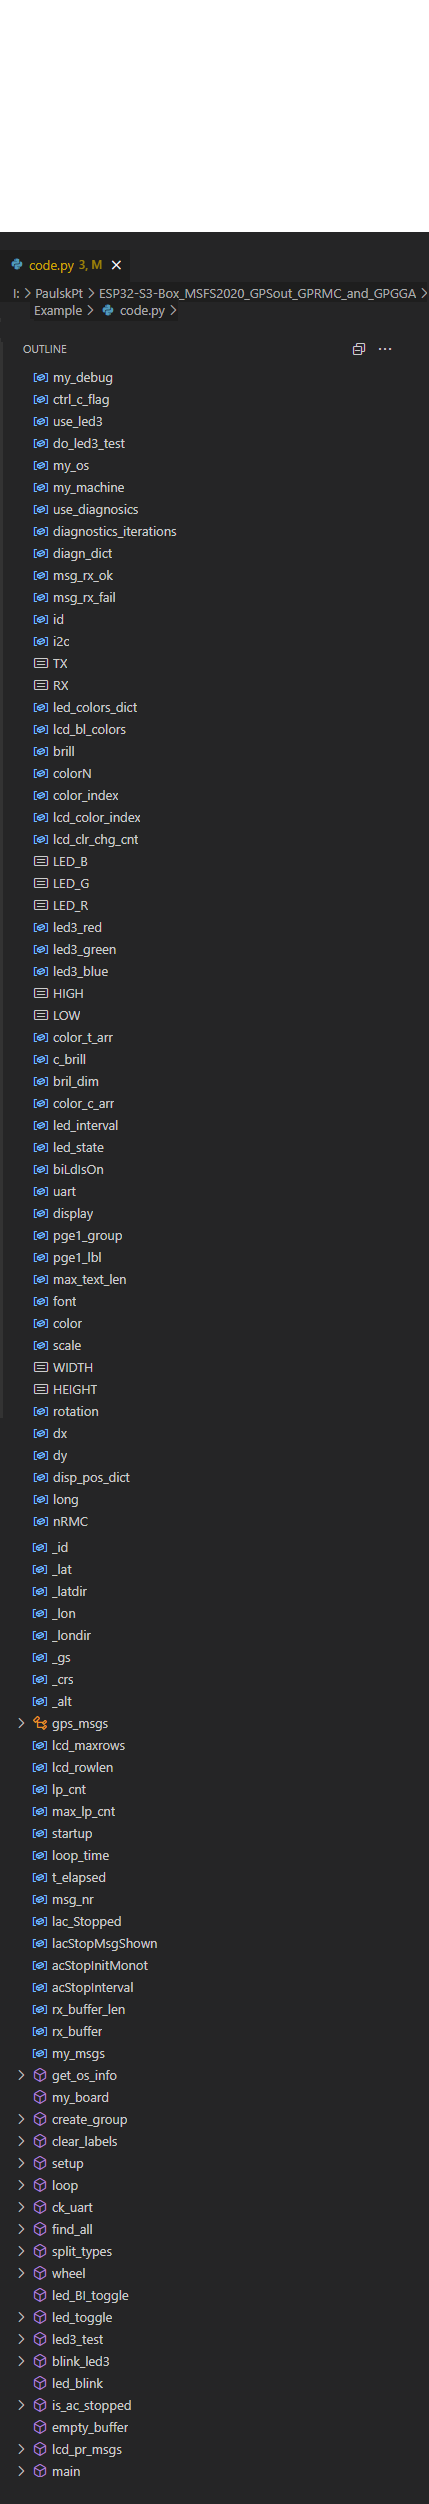 code.py 3, M
I: > PaulskPt > ESP32-S3-Box_MSFS2020_GPSout_GPRMC_and_GPGGA >
Example > code.py >
OUTLINE
my_debug
ctrl_c_flag
use_led3
do_led3_test
my_os
my_machine
use_diagnosics
diagnostics_iterations
diagn_dict
msg_rx_ok
msg_rx_fail
id
i2c
TX
RX
led_colors_dict
lcd_bl_colors
brill
colorN
color_index
lcd_color_index
lcd_clr_chg_cnt
LED_B
LED_G
LED_R
led3_red
led3_green
led3_blue
HIGH
LOW
color_t_arr
c_brill
bril_dim
color_c_arr
led_interval
led_state
biLdIsOn
uart
display
pge1_group
pge1_lbl
max_text_len
font
color
scale
WIDTH
HEIGHT
rotation
dx
dy
disp_pos_dict
long
nRMC
_id
_lat
_latdir
_lon
_londir
_gs
_crs
_alt
gps_msgs
lcd_maxrows
lcd_rowlen
lp_cnt
max_lp_cnt
startup
loop_time
t_elapsed
msg_nr
lac_Stopped
lacStopMsgShown
acStopInitMonot
acStopInterval
rx_buffer_len
rx_buffer
my_msgs
get_os_info
my_board
create_group
clear_labels
setup
loop
ck_uart
find_all
split_types
wheel
led_BI_toggle
led_toggle
led3_test
blink_led3
led_blink
is_ac_stopped
empty_buffer
lcd_pr_msgs
main